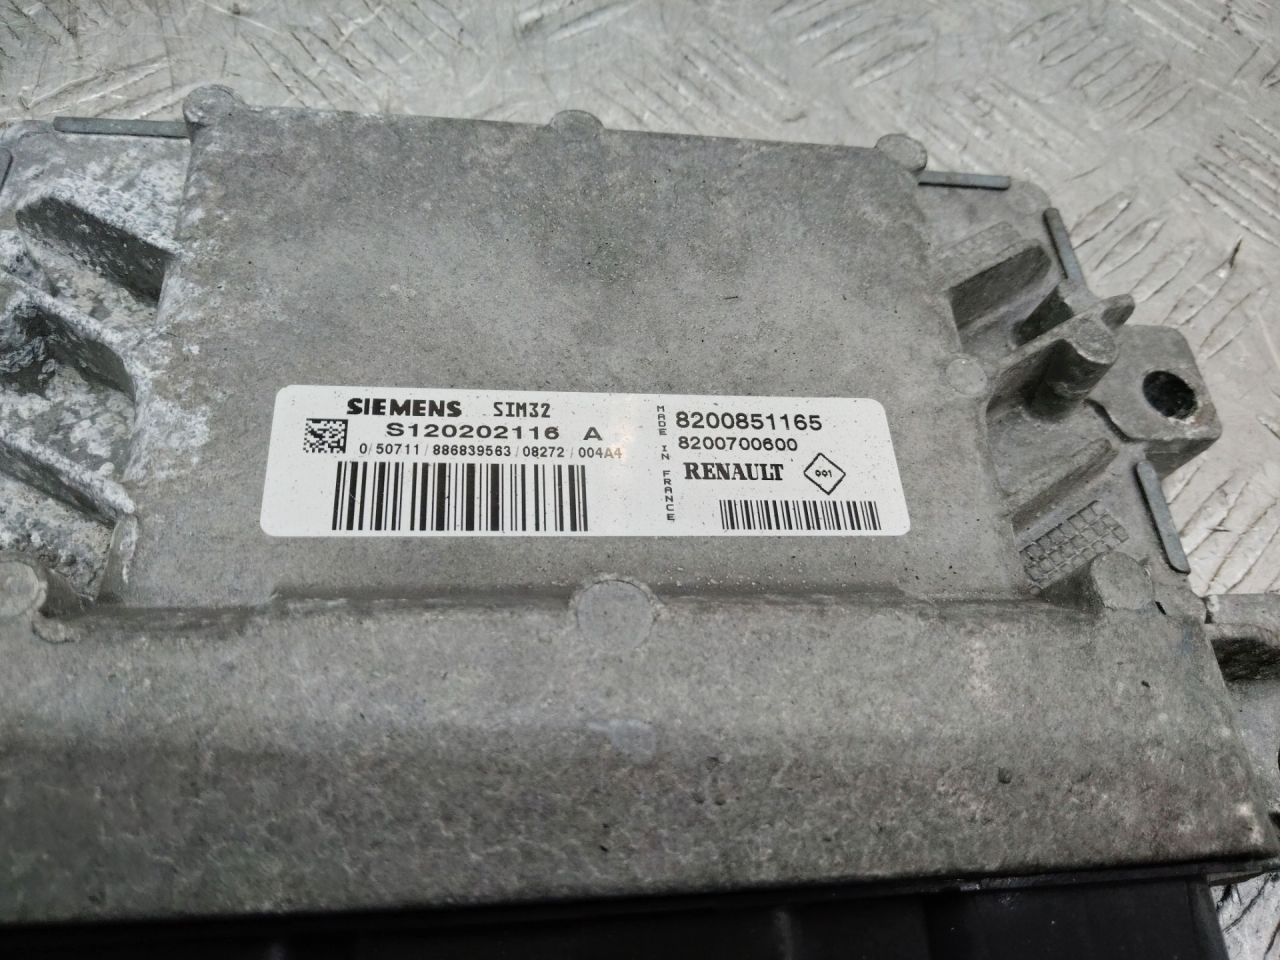 SIEMENS SIM32
S120202116 A
0/50711/886839563/08272/004A4
MADE IN FRANCE
8200851165
8200700600
RENAULT 001